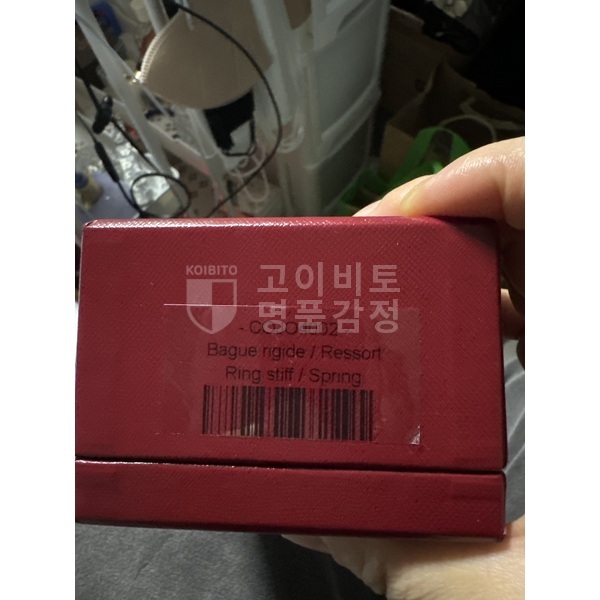 KOIBITO
고이비토
명품감정
Bague rigide / Ressort
Ring stiff / Spring